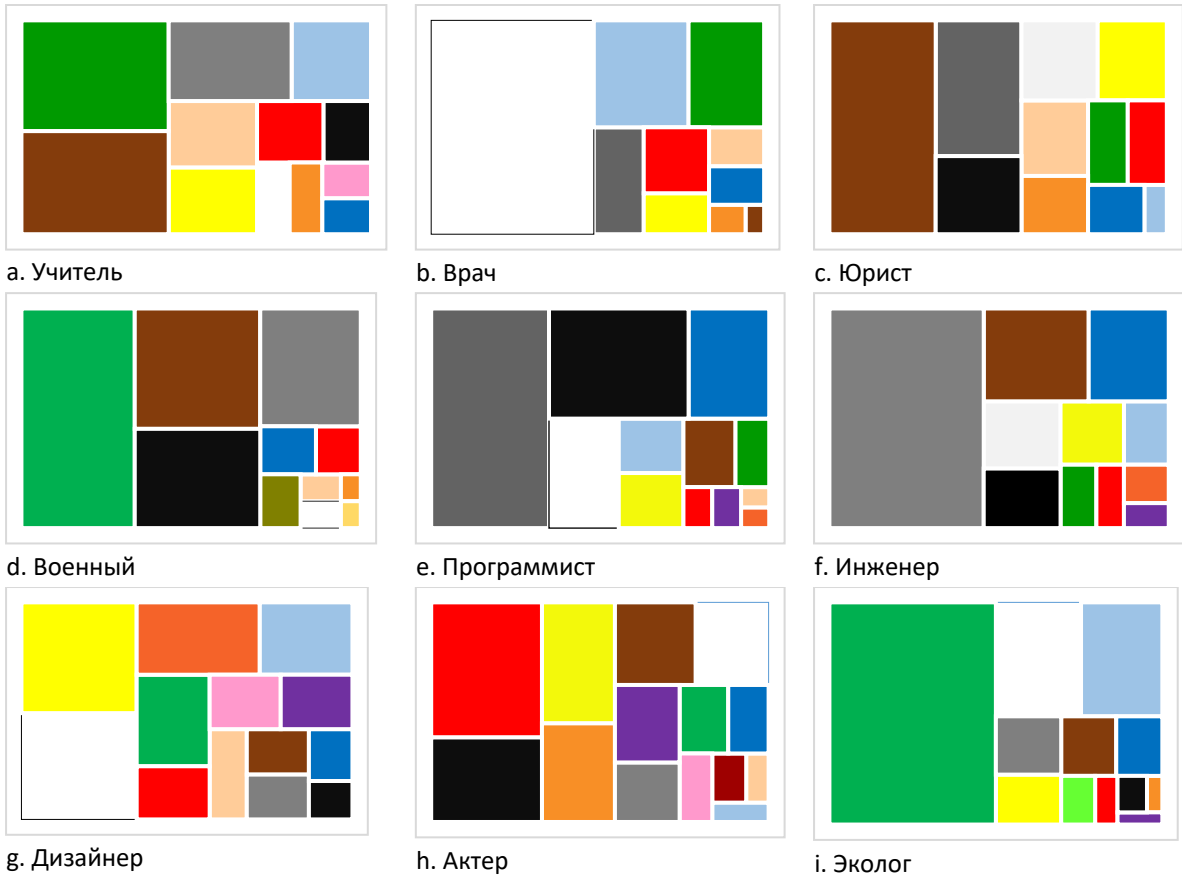 a. Учитель
b. Врач
c. Юрист
d. Военный
e. Программист
f. Инженер
g. Дизайнер
h. Актер
i. Эколог